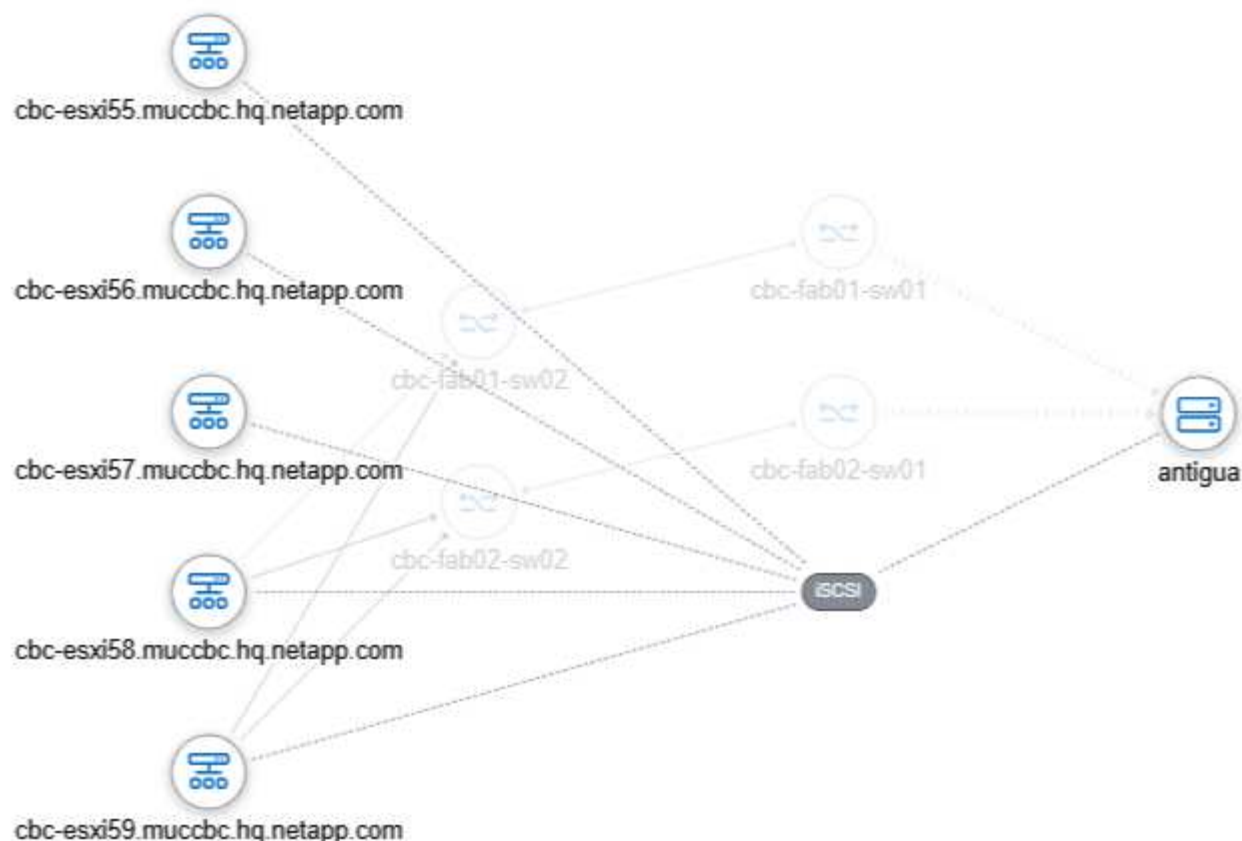 cbc-esxi55.muccbc.hq.netapp.com
cbc-esxi56.muccbc.hq.netapp.com
cbc-fab01-sw01
cbc-fab01-sw02
cbc-esxi57.muccbc.hq.netapp.com
cbc-fab02-sw01
antigua
cbc-fab02-sw02
iSCSI
cbc-esxi58.muccbc.hq.netapp.com
cbc-esxi59.muccbc.hq.netapp.com